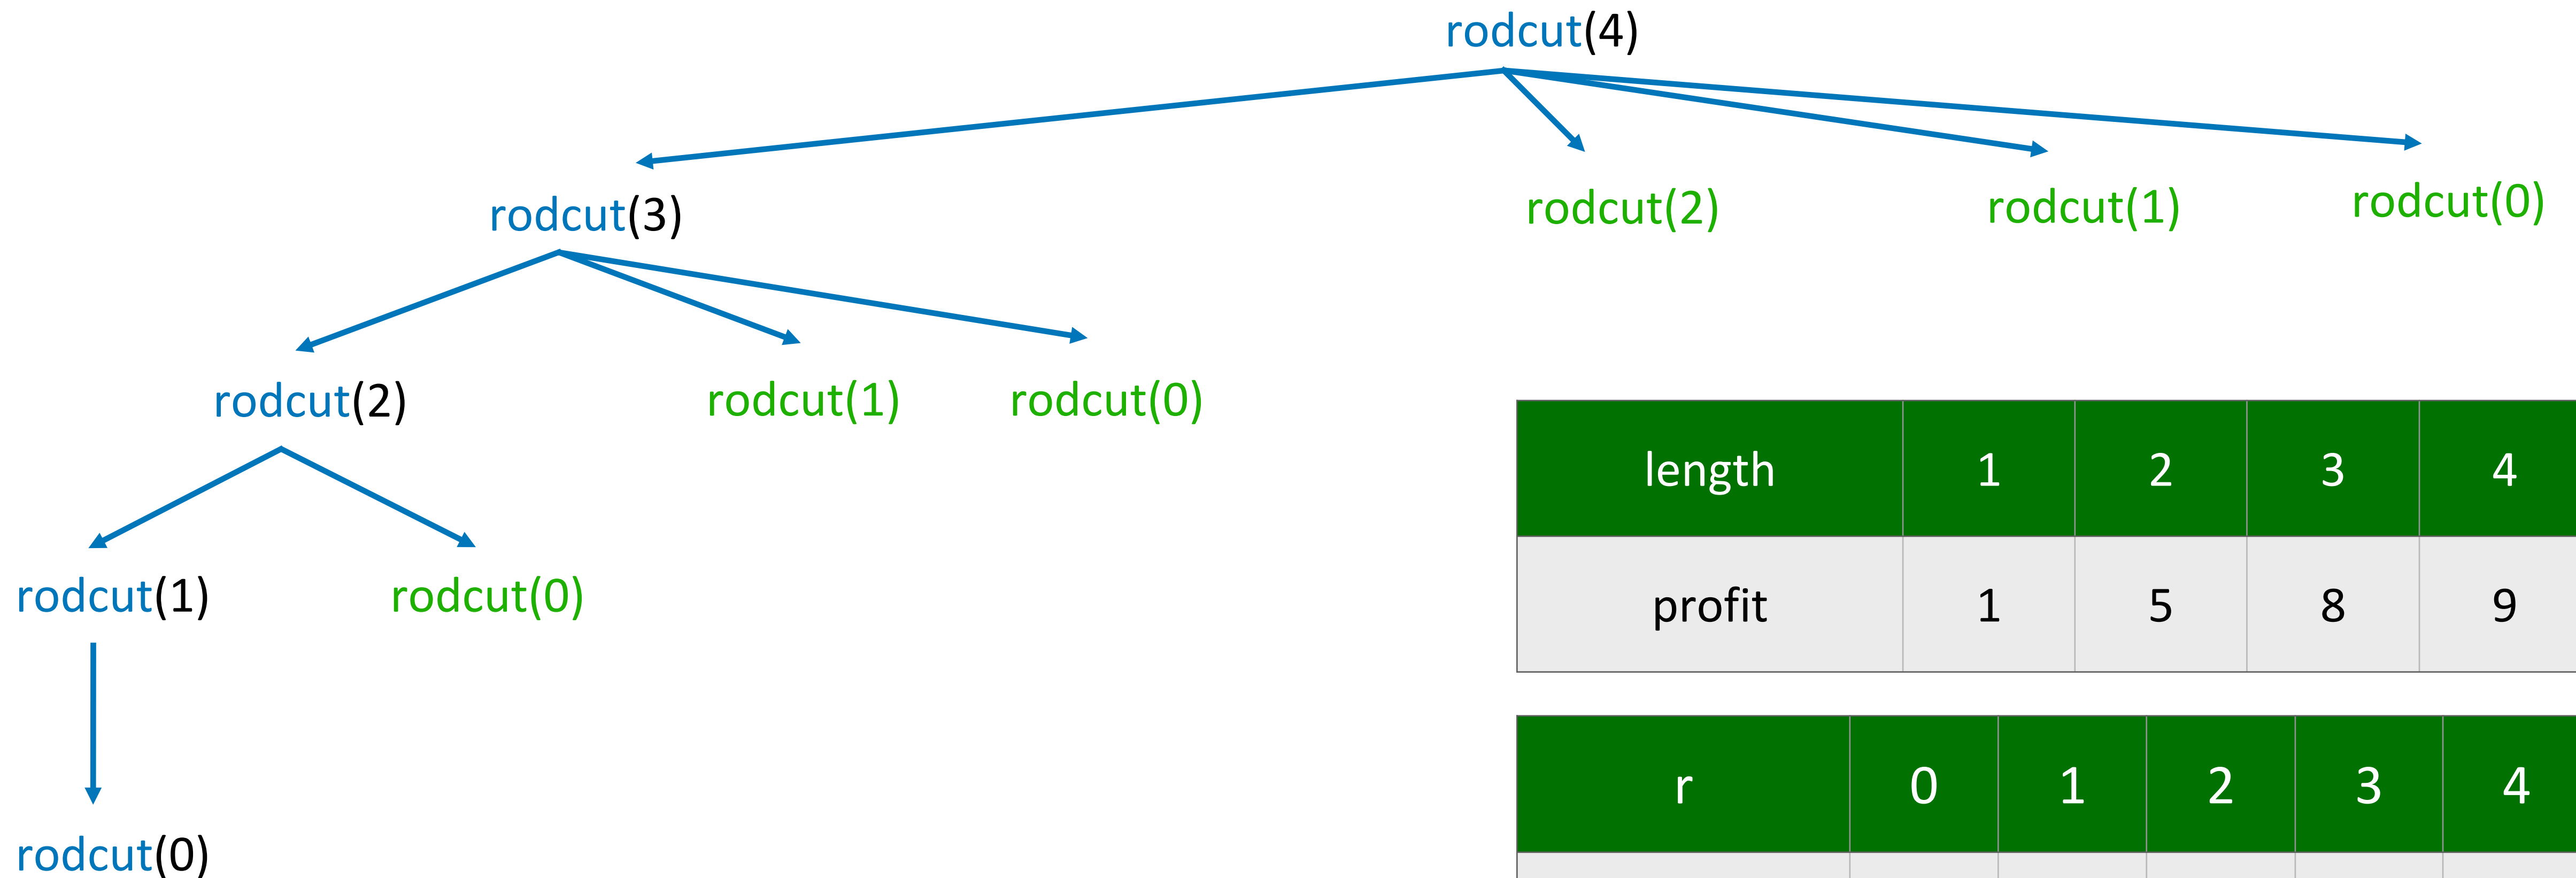 rodcut(4)
rodcut(3)
rodcut(2)
rodcut(1)
rodcut(0)
rodcut(2)
rodcut(1)
rodcut(0)
rodcut(1)
rodcut(0)
rodcut(0)
length 1 2 3 4
profit 1 5 8 9
r 0 1 2 3 4